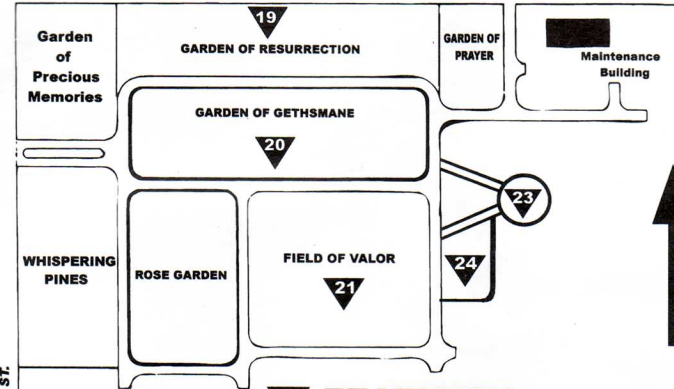 19
GARDEN OF RESURRECTION
Garden
of
Precious
Memories
GARDEN OF
PRAYER
Maintenance
Building
GARDEN OF GETHSMANE
20
23
WHISPERING
PINES
ROSE GARDEN
FIELD OF VALOR
21
24
ST.